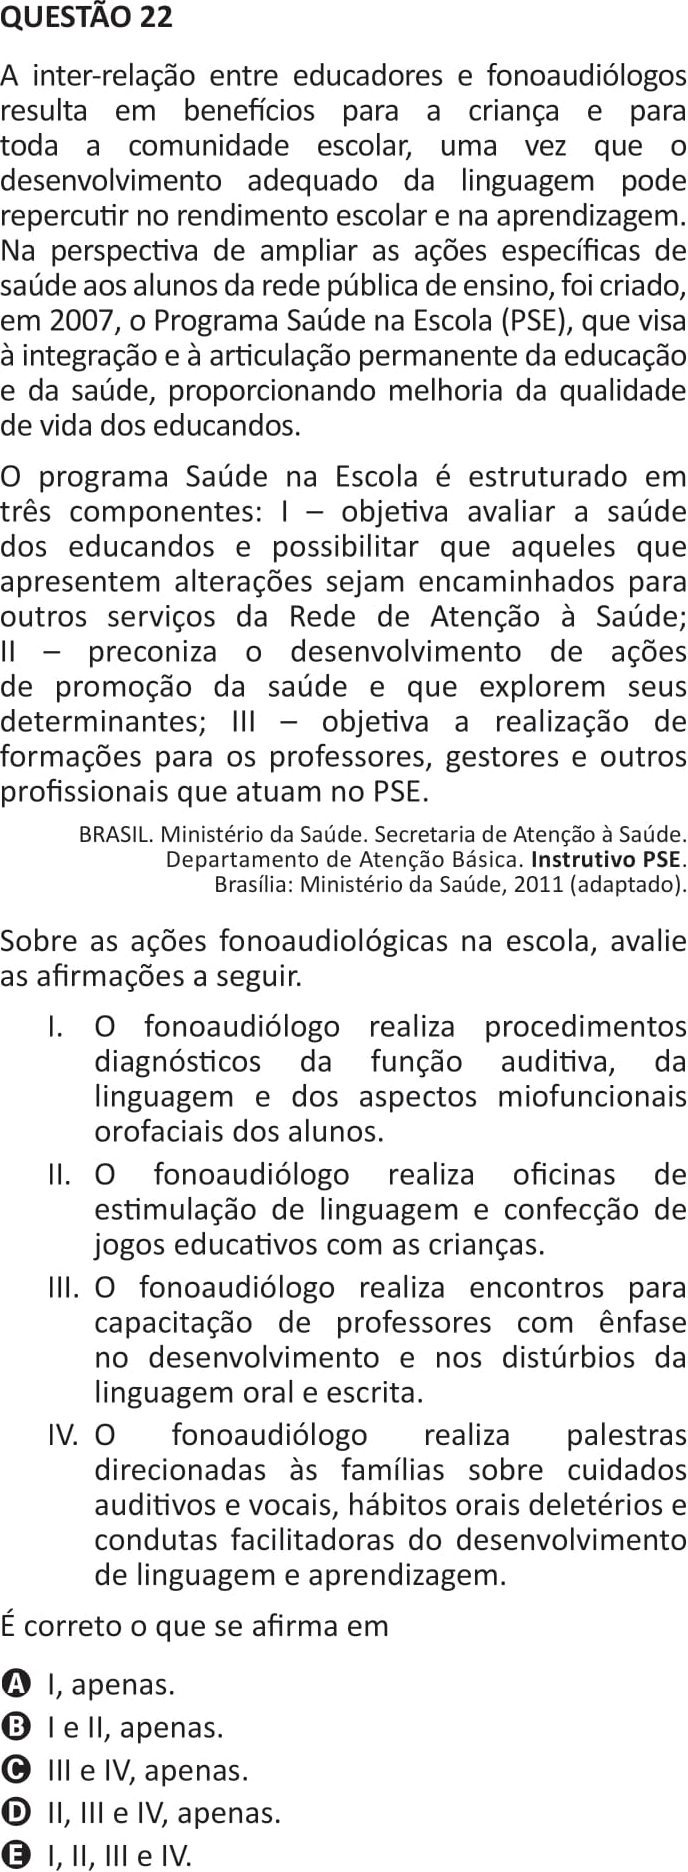 QUESTÃO 22
A inter-relação entre educadores e fonoaudiólogos
resulta em benefícios para a criança e para
toda a comunidade escolar, uma vez que o
desenvolvimento adequado da linguagem pode
repercutir no rendimento escolar e na aprendizagem.
Na perspectiva de ampliar as ações específicas de
saúde aos alunos da rede pública de ensino, foi criado,
em 2007, o Programa Saúde na Escola (PSE), que visa
à integração e à articulação permanente da educação
e da saúde, proporcionando melhoria da qualidade
de vida dos educandos.
O programa Saúde na Escola é estruturado em
três componentes: I – objetiva avaliar a saúde
dos educandos e possibilitar que aqueles que
apresentem alterações sejam encaminhados para
outros serviços da Rede de Atenção à Saúde;
II – preconiza o desenvolvimento de ações
de promoção da saúde e que explorem seus
determinantes; III – objetiva a realização de
formações para os professores, gestores e outros
profissionais que atuam no PSE.
BRASIL. Ministério da Saúde. Secretaria de Atenção à Saúde.
Departamento de Atenção Básica. Instrutivo PSE.
Brasília: Ministério da Saúde, 2011 (adaptado).
Sobre as ações fonoaudiológicas na escola, avalie
as afirmações a seguir.
I. O fonoaudiólogo realiza procedimentos
diagnósticos da função auditiva, da
linguagem e dos aspectos miofuncionais
orofaciais dos alunos.
II. O fonoaudiólogo realiza oficinas de
estimulação de linguagem e confecção de
jogos educativos com as crianças.
III. O fonoaudiólogo realiza encontros para
capacitação de professores com ênfase
no desenvolvimento e nos distúrbios da
linguagem oral e escrita.
IV. O fonoaudiólogo realiza palestras
direcionadas às famílias sobre cuidados
auditivos e vocais, hábitos orais deletérios e
condutas facilitadoras do desenvolvimento
de linguagem e aprendizagem.
É correto o que se afirma em
A I, apenas.
B I e II, apenas.
C III e IV, apenas.
D II, III e IV, apenas.
E I, II, III e IV.